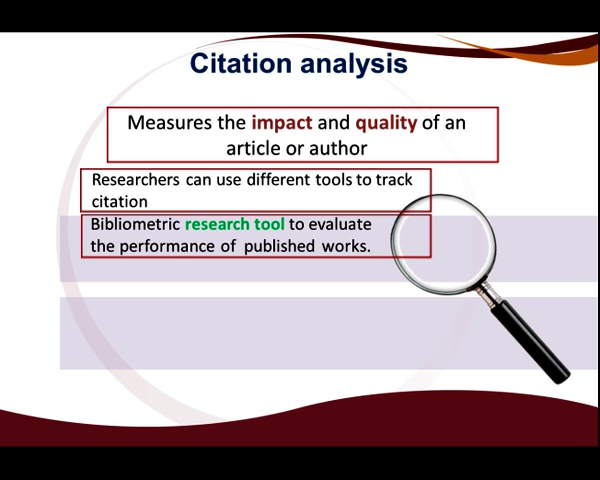 Citation analysis
Measures the impact and quality of an
article or author
Researchers can use different tools to track
citation
Bibliometric research tool to evaluate
the performance of published works.